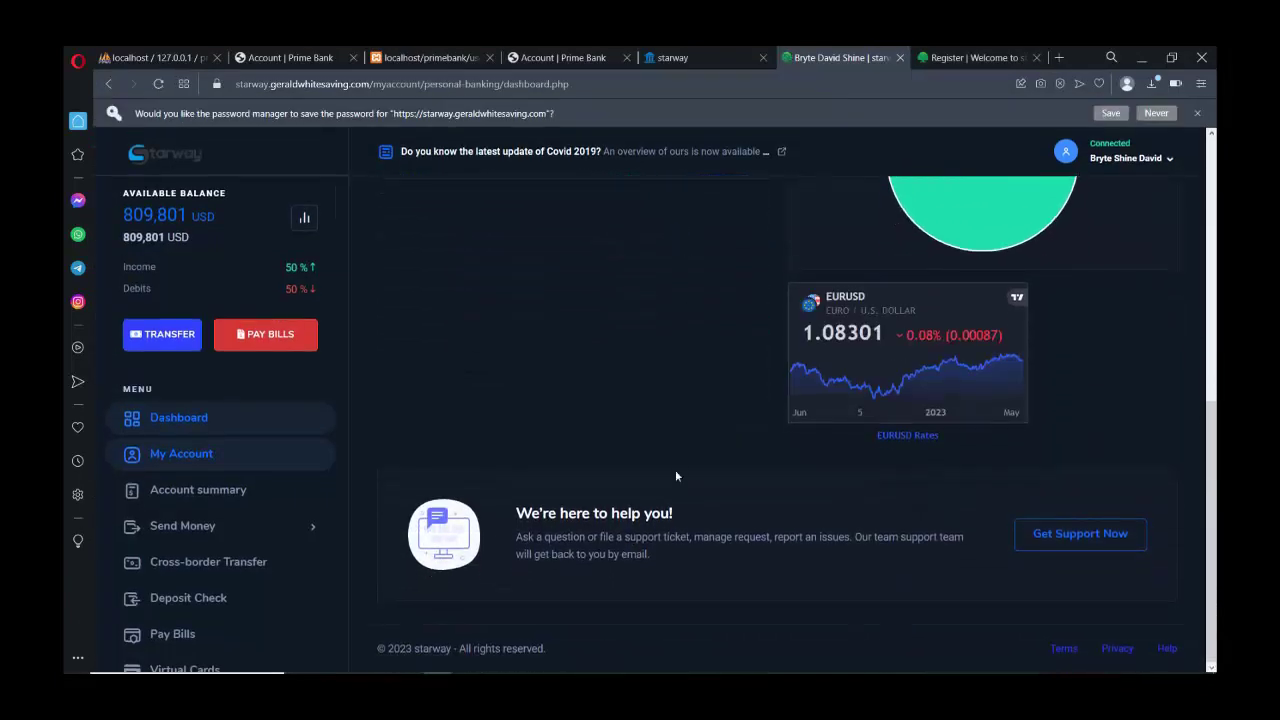 localhost / 127.0.0.1 / pr
Account | Prime Bank
localhost/primebank/us
Account | Prime Bank
starway
Bryte David Shine | starw
Register | Welcome to s
starway.geraldwhitesaving.com/myaccount/personal-banking/dashboard.php
Would you like the password manager to save the password for "https://starway.geraldwhitesaving.com"?
Save
Never
Starway
Do you know the latest update of Covid 2019? An overview of ours is now available ...
Connected
Bryte Shine David
AVAILABLE BALANCE
809,801 USD
809,801 USD
Income 50 % ↑
Debits 50 % ↓
TRANSFER
PAY BILLS
MENU
Dashboard
My Account
Account summary
Send Money
Cross-border Transfer
Deposit Check
Pay Bills
Virtual Cards
EURUSD
EURO / U.S. DOLLAR
1.08301 0.08% (0.00087)
Jun 5 2023 May
EURUSD Rates
We're here to help you!
Ask a question or file a support ticket, manage request, report an issues. Our team support team
will get back to you by email.
Get Support Now
© 2023 starway - All rights reserved.
Terms Privacy Help